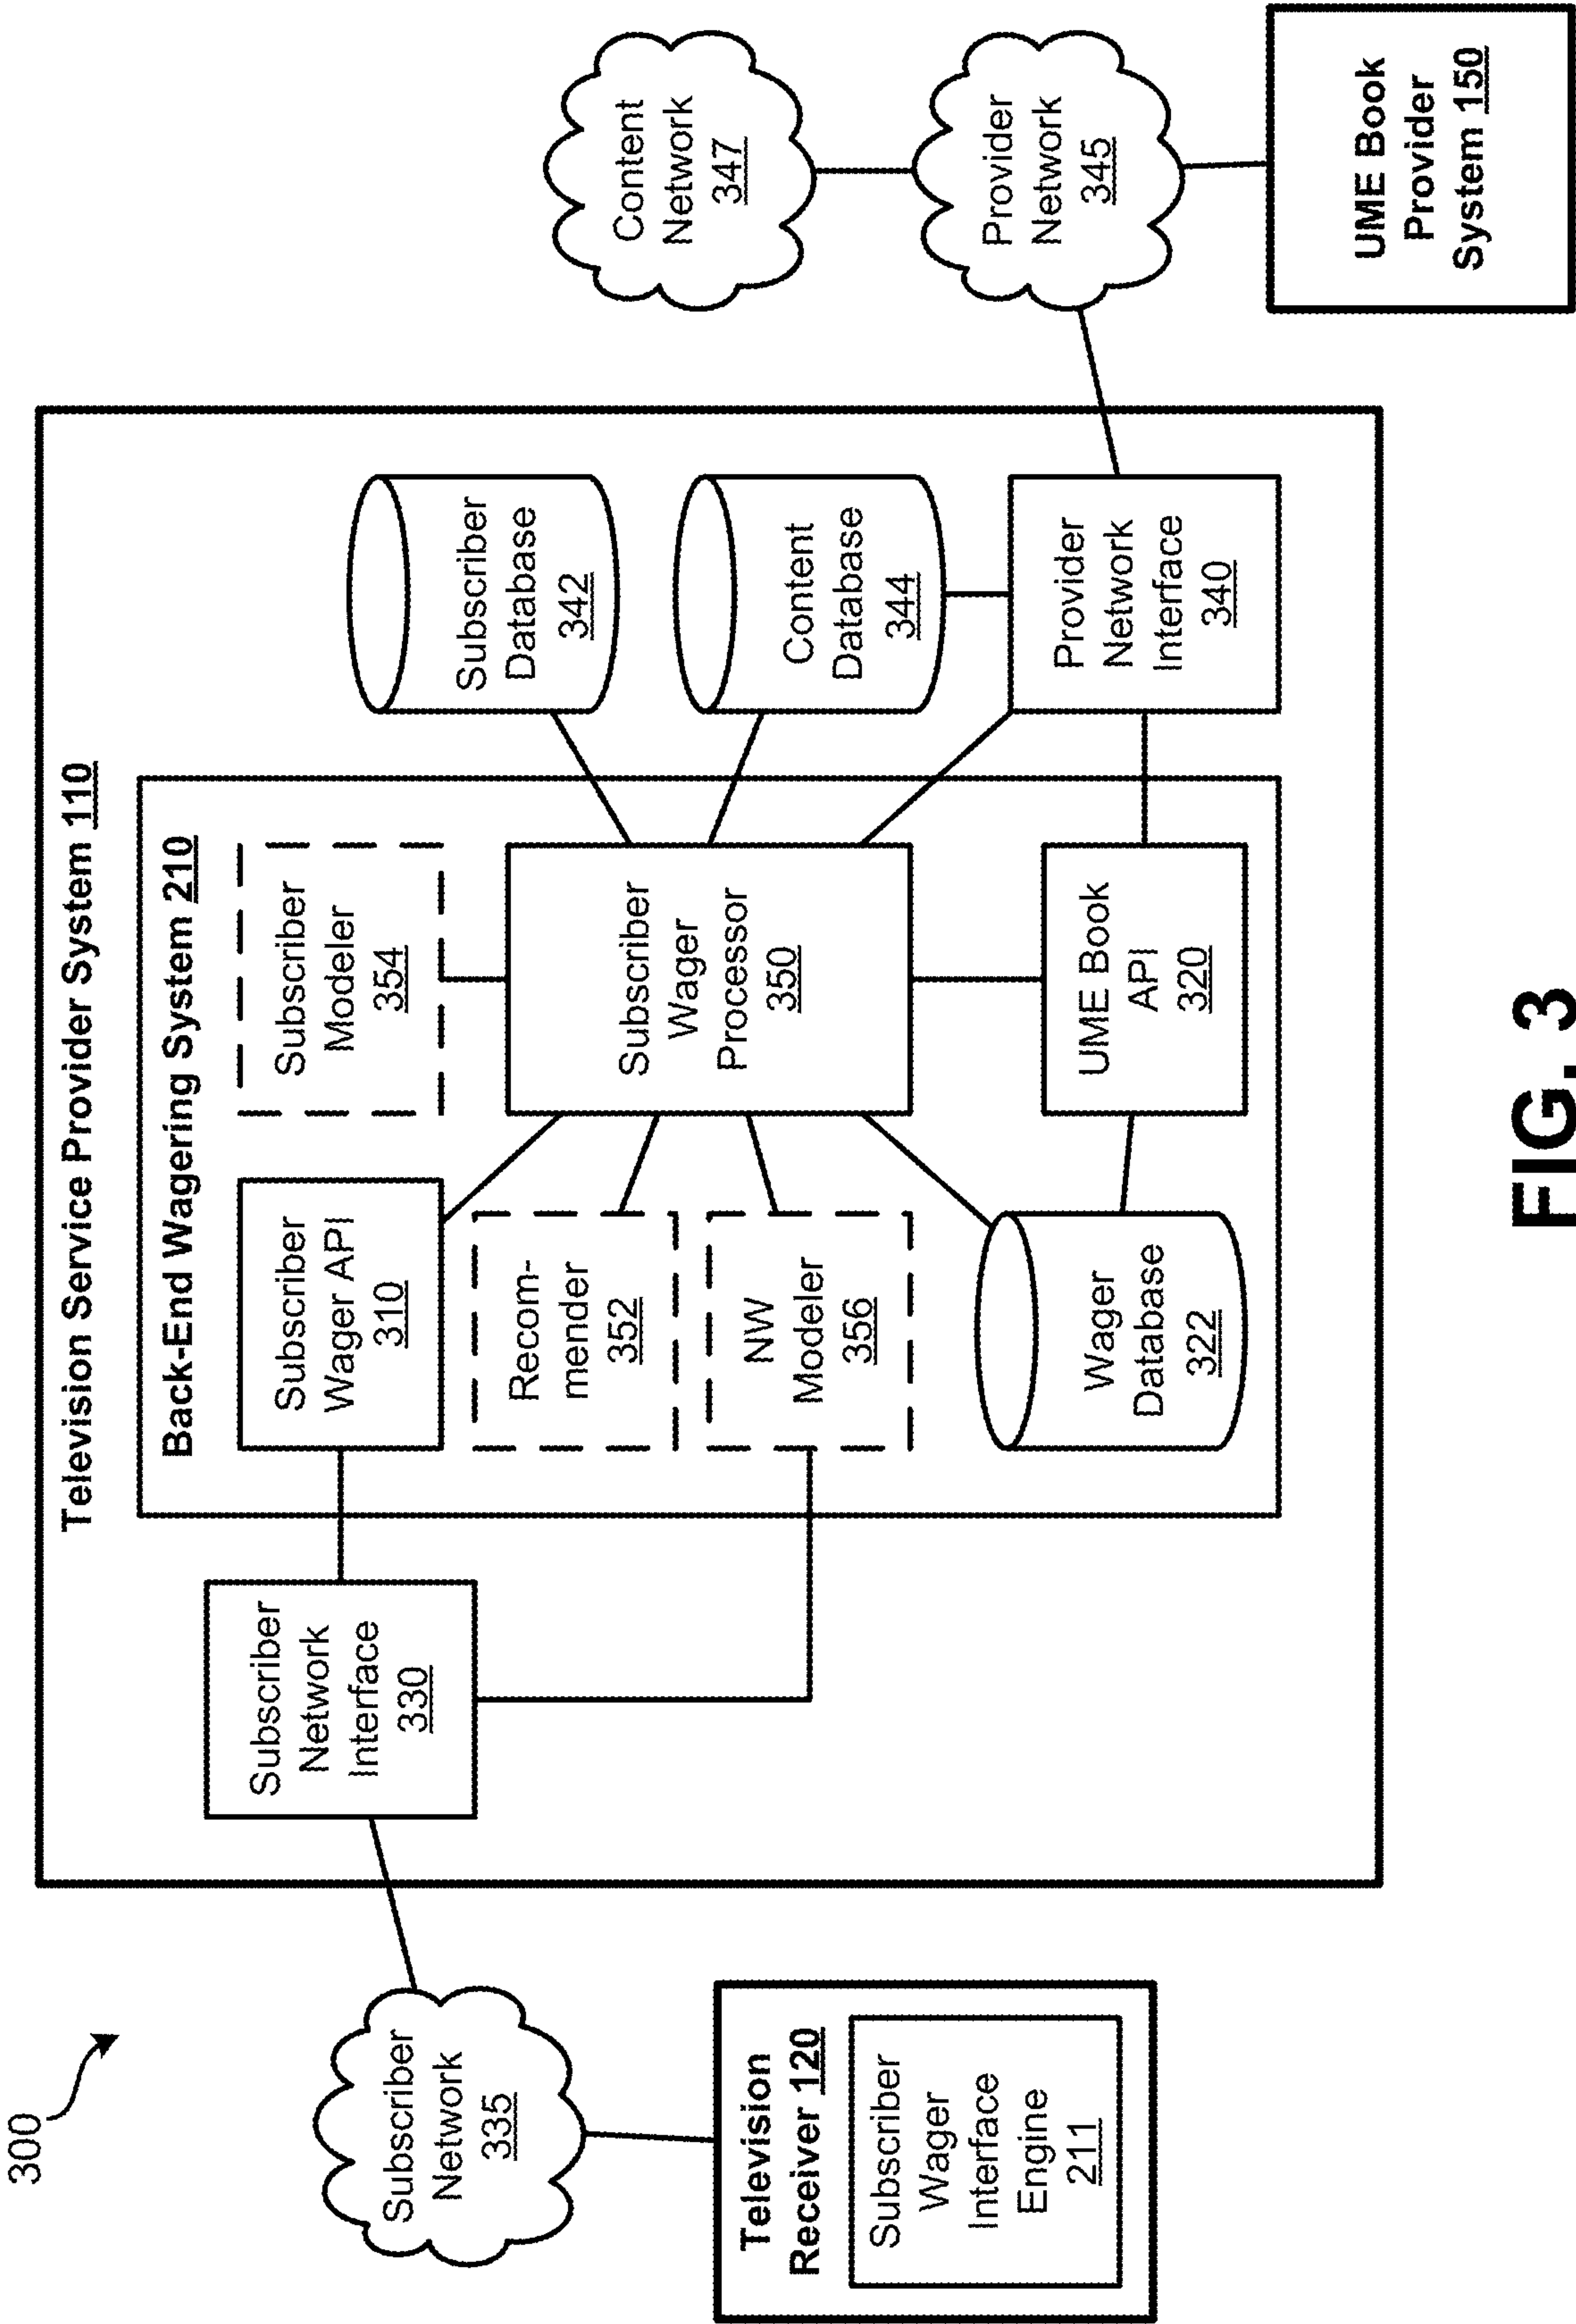 300
Television Service Provider System 110
Back-End Wagering System 210
Subscriber
Network
335
Television
Receiver 120
Subscriber
Wager
Interface
Engine
211
Subscriber
Network
Interface
330
Subscriber
Wager API
310
Recom-
mender
352
NW
Modeler
356
Wager
Database
322
Subscriber
Modeler
354
Subscriber
Wager
Processor
350
UME Book
API
320
Subscriber
Database
342
Content
Database
344
Provider
Network
Interface
340
Content
Network
347
Provider
Network
345
UME Book
Provider
System 150
FIG. 3